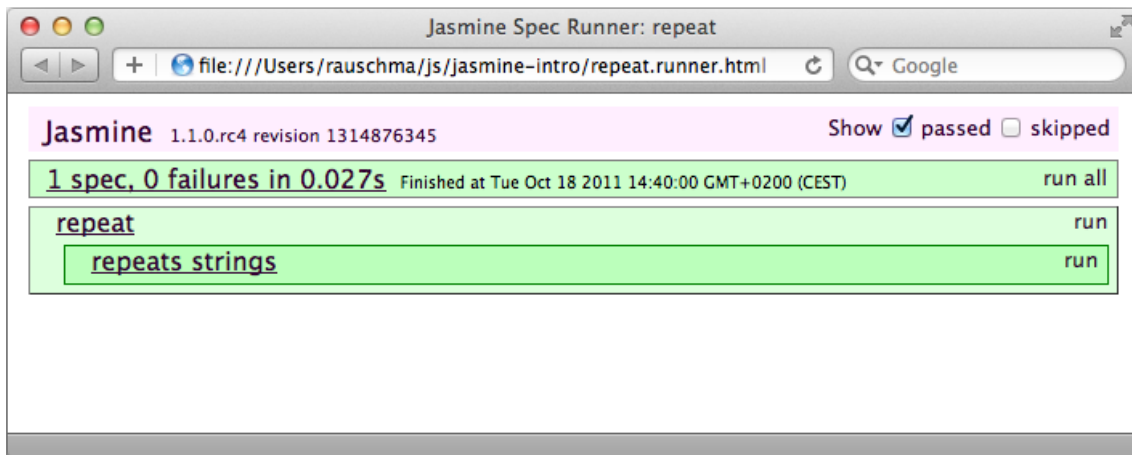 Jasmine Spec Runner: repeat
file:///Users/rauschma/js/jasmine-intro/repeat.runner.html Google
Jasmine 1.1.0.rc4 revision 1314876345 Show passed skipped
1 spec, 0 failures in 0.027s Finished at Tue Oct 18 2011 14:40:00 GMT+0200 (CEST) run all
repeat run
repeats strings run